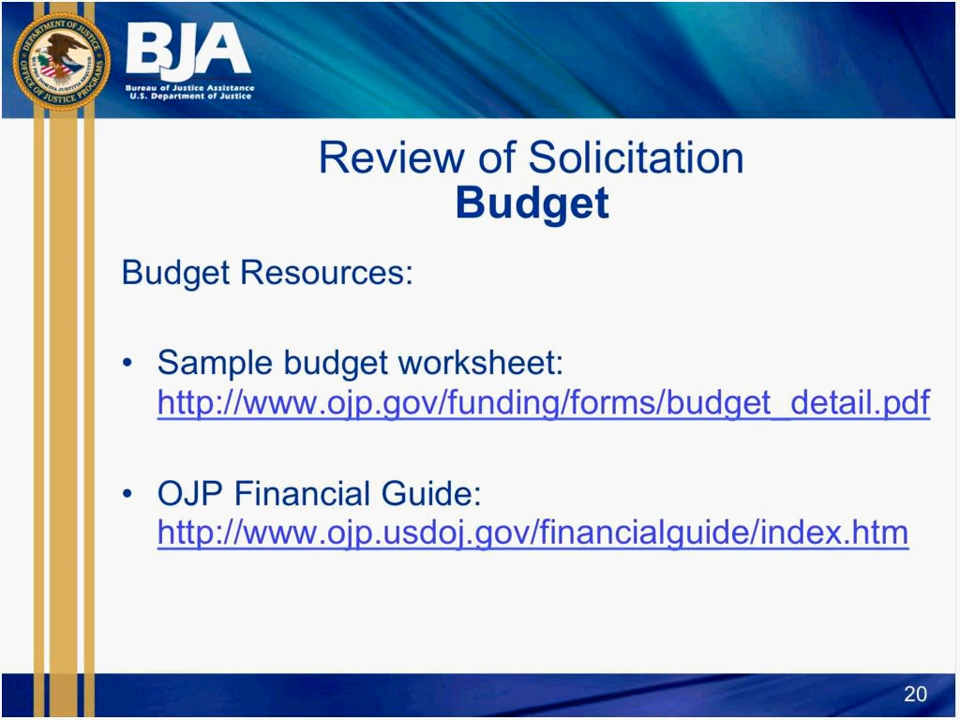 BJA
Bureau of Justice Assistance
U.S. Department of Justice
Review of Solicitation
Budget
Budget Resources:
• Sample budget worksheet:
http://www.ojp.gov/funding/forms/budget_detail.pdf
• OJP Financial Guide:
http://www.ojp.usdoj.gov/financialguide/index.htm
20